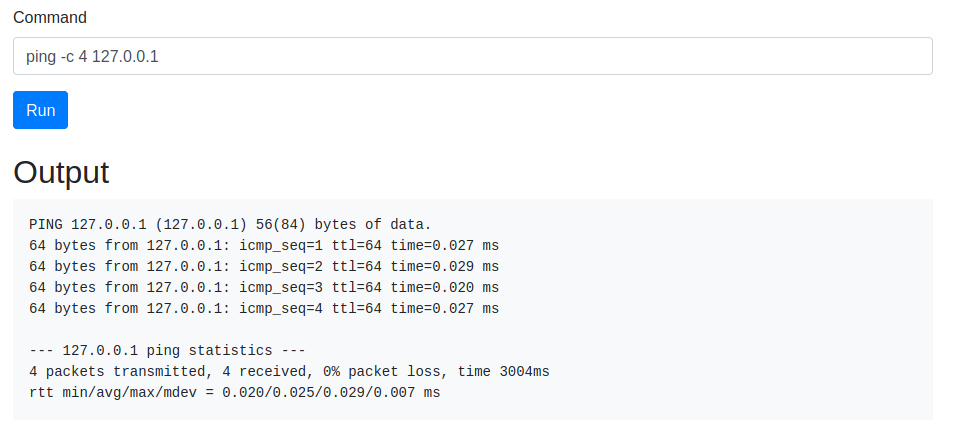 Command
ping -c 4 127.0.0.1
Run
Output
PING 127.0.0.1 (127.0.0.1) 56(84) bytes of data.
64 bytes from 127.0.0.1: icmp_seq=1 ttl=64 time=0.027 ms
64 bytes from 127.0.0.1: icmp_seq=2 ttl=64 time=0.029 ms
64 bytes from 127.0.0.1: icmp_seq=3 ttl=64 time=0.020 ms
64 bytes from 127.0.0.1: icmp_seq=4 ttl=64 time=0.027 ms
--- 127.0.0.1 ping statistics ---
4 packets transmitted, 4 received, 0% packet loss, time 3004ms
rtt min/avg/max/mdev = 0.020/0.025/0.029/0.007 ms